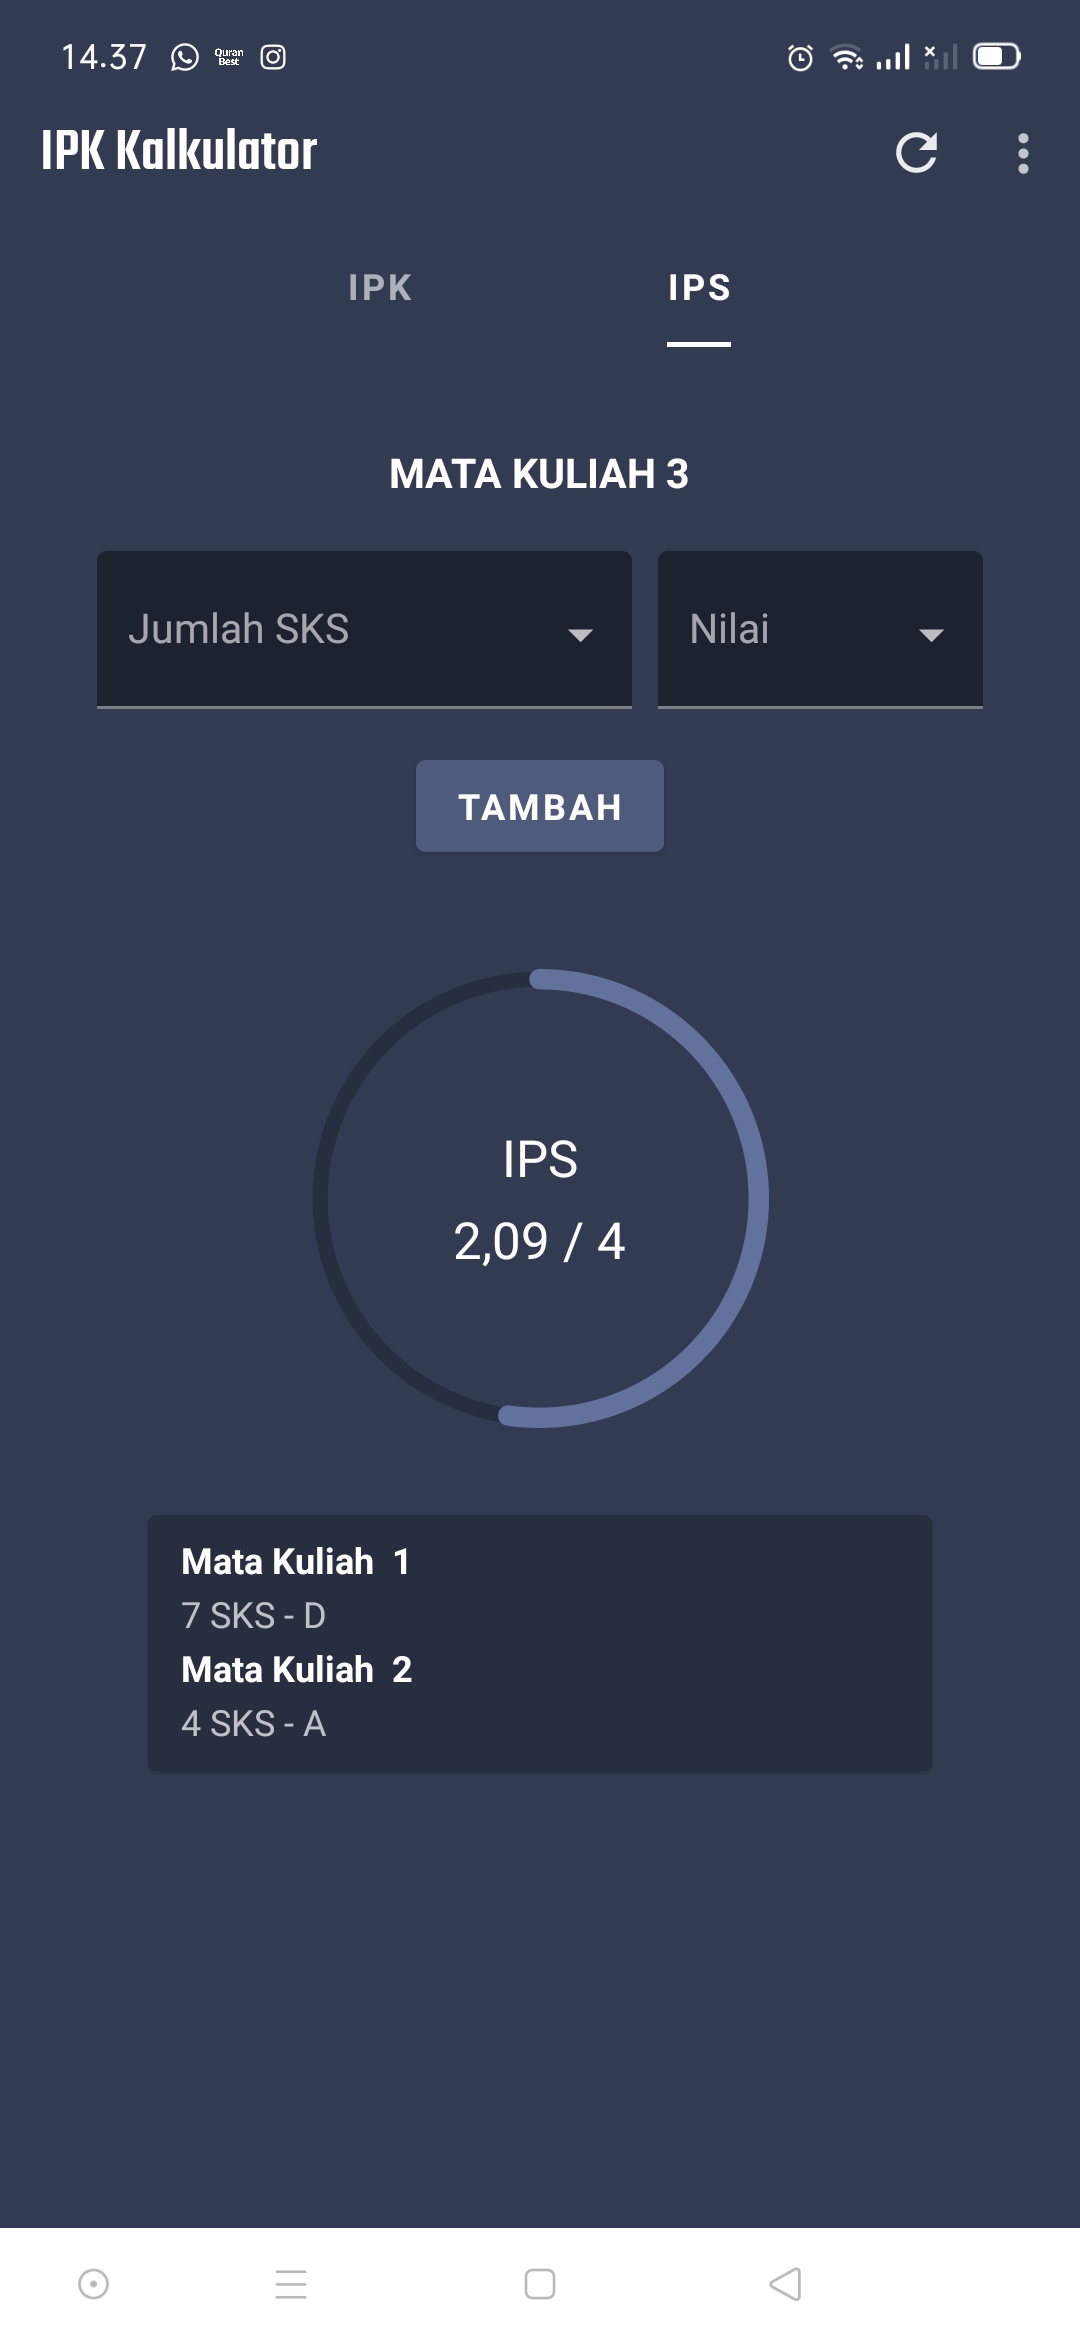 14.37 Quran Best
IPK Kalkulator
IPK IPS
MATA KULIAH 3
Jumlah SKS Nilai
TAMBAH
IPS
2,09 / 4
Mata Kuliah 1
7 SKS - D
Mata Kuliah 2
4 SKS - A